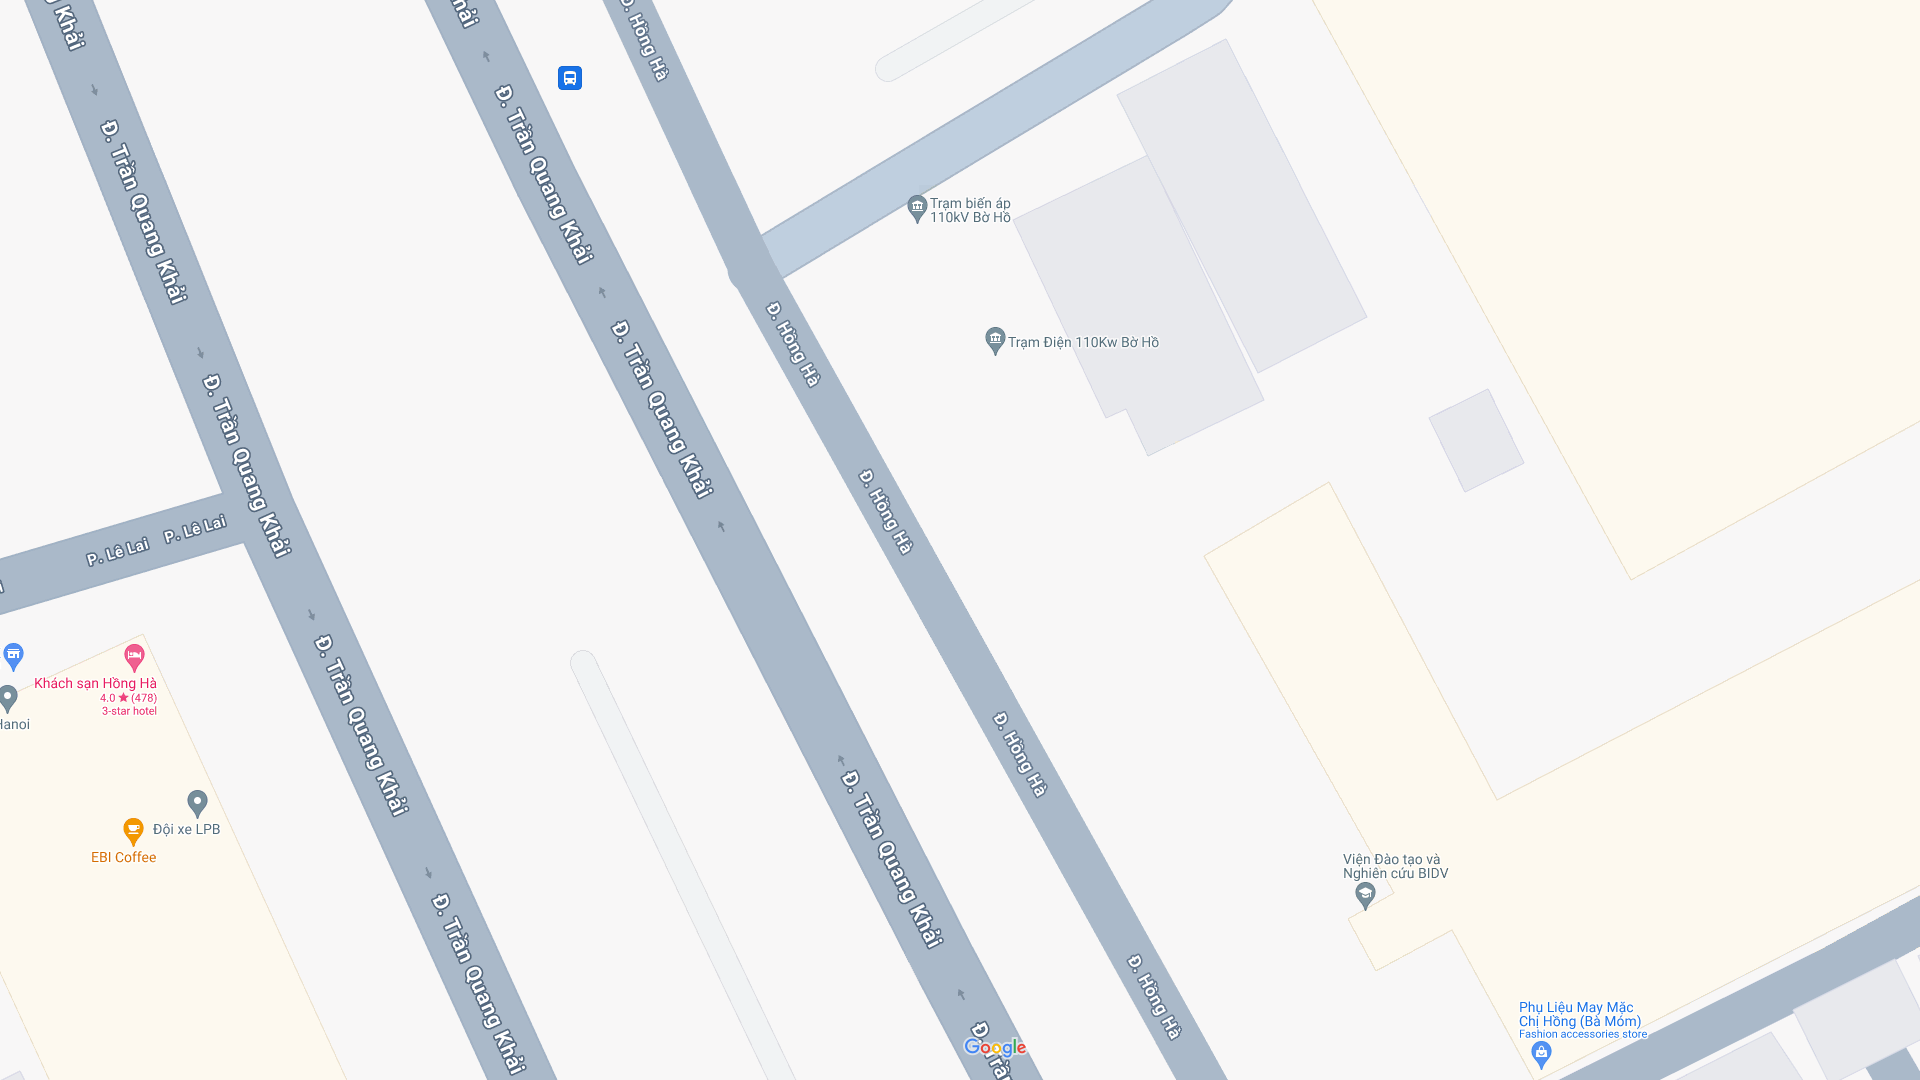 Khải
Khải
Đ. Hồng Hà
Đ. Trần Quang Khải
Đ. Trần Quang Khải
Trạm biến áp
110kV Bờ Hồ
Đ. Hồng Hà
Đ. Trần Quang Khải
Trạm Điện 110Kw Bờ Hồ
Đ. Trần Quang Khải
Đ. Hồng Hà
P. Lê Lai
P. Lê Lai
Đ. Trần Quang Khải
Khách sạn Hồng Hà
4.0 ★ (478)
3-star hotel
Hanoi
Đ. Hồng Hà
Đ. Trần Quang Khải
Đội xe LPB
EBI Coffee
Viện Đào tạo và
Nghiên cứu BIDV
Đ. Trần Quang Khải
Đ. Hồng Hà
Phụ Liệu May Mặc
Chị Hồng (Bà Móm)
Fashion accessories store
Đ. Trần
Google